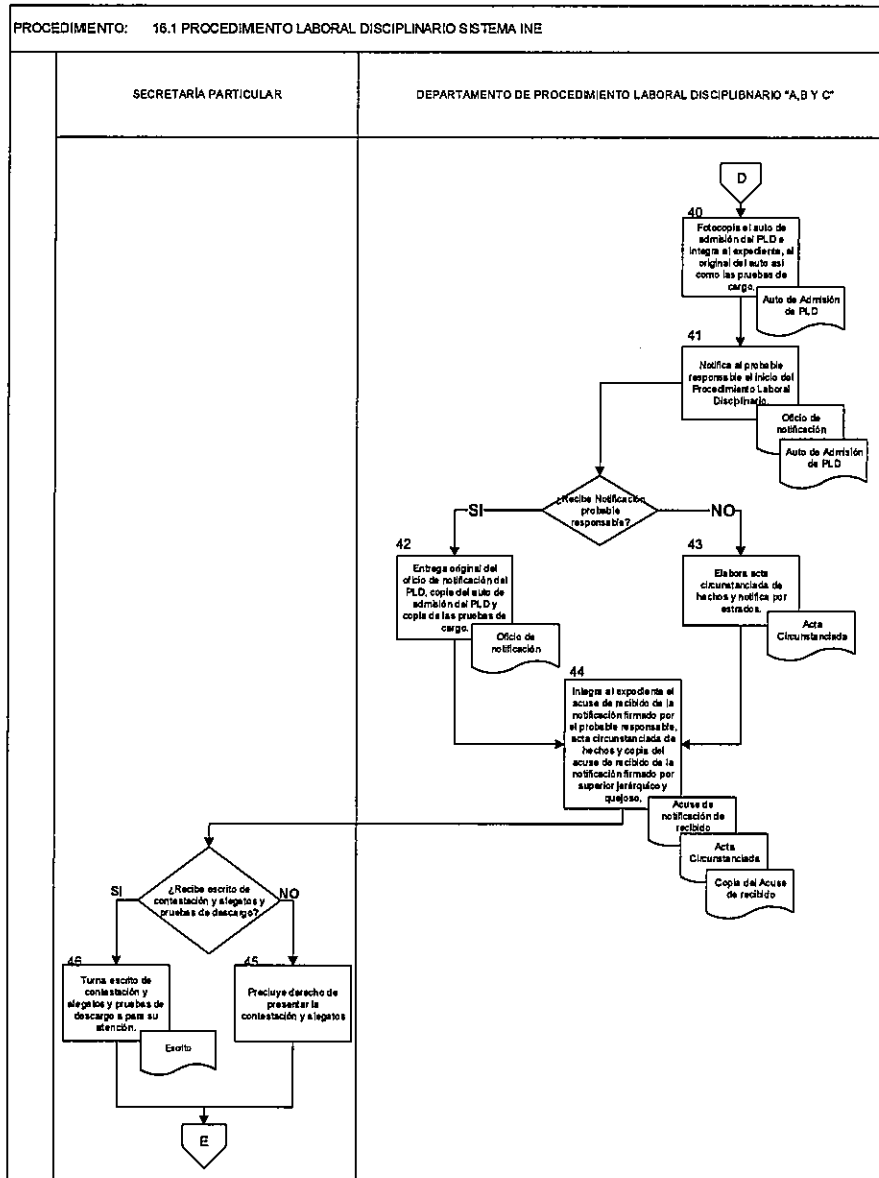 PROCEDIMIENTO: 16.1 PROCEDIMIENTO LABORAL DISCIPLINARIO SISTEMA INE
SECRETARÍA PARTICULAR
DEPARTAMENTO DE PROCEDIMIENTO LABORAL DISCIPLIBNARIO "A,B Y C"
D
40
Fotocopia el auto de
admisión del PLD e
integra al expediente, el
original del auto así
como las pruebas de
cargo.
Auto de Admisión
de PLD
41
Notifica al probable
responsable el inicio del
Procedimiento Laboral
Disciplinario.
Oficio de
notificación
Auto de Admisión
de PLD
¿Recibe Notificación
probable
responsable?
SI
NO
42
Entrega original del
oficio de notificación del
PLD, copia del auto de
admisión del PLD y
copia de las pruebas de
cargo.
Oficio de
notificación
43
Elabora acta
circunstanciada de
hechos y notifica por
estrados.
Acta
Circunstanciada
44
Integra al expediente el
acuse de recibido de la
notificación firmado por
el probable responsable,
acta circunstanciada de
hechos y copia del
acuse de recibido de la
notificación firmado por
superior jerárquico y
quejoso.
Acuse de
notificación de
recibido
Acta
Circunstanciada
Copia del Acuse
de recibido
¿Recibe escrito de
contestación y alegatos y
pruebas de descargo?
SI
NO
46
Turna escrito de
contestación y
alegatos y pruebas de
descargo a para su
atención.
Escrito
45
Precluye derecho de
presentar la
contestación y alegatos
E